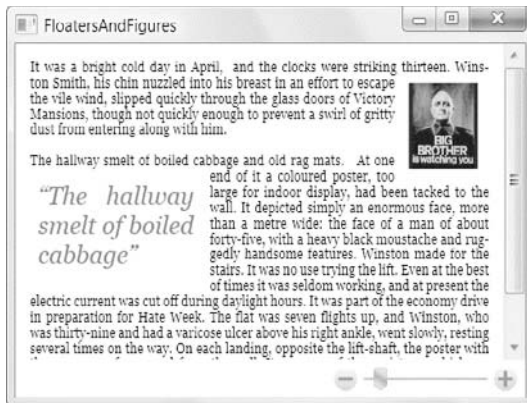 FloatersAndFigures
It was a bright cold day in April, and the clocks were striking thirteen. Wins-
ton Smith, his chin nuzzled into his breast in an effort to escape
the vile wind, slipped quickly through the glass doors of Victory
Mansions, though not quickly enough to prevent a swirl of gritty
dust from entering along with him.
BIG
BROTHER
is watching you
The hallway smelt of boiled cabbage and old rag mats. At one
end of it a coloured poster, too
large for indoor display, had been tacked to the
wall. It depicted simply an enormous face, more
than a metre wide: the face of a man of about
forty-five, with a heavy black moustache and rug-
gedly handsome features. Winston made for the
stairs. It was no use trying the lift. Even at the best
of times it was seldom working, and at present the
"The hallway
smelt of boiled
cabbage"
electric current was cut off during daylight hours. It was part of the economy drive
in preparation for Hate Week. The flat was seven flights up, and Winston, who
was thirty-nine and had a varicose ulcer above his right ankle, went slowly, resting
several times on the way. On each landing, opposite the lift-shaft, the poster with